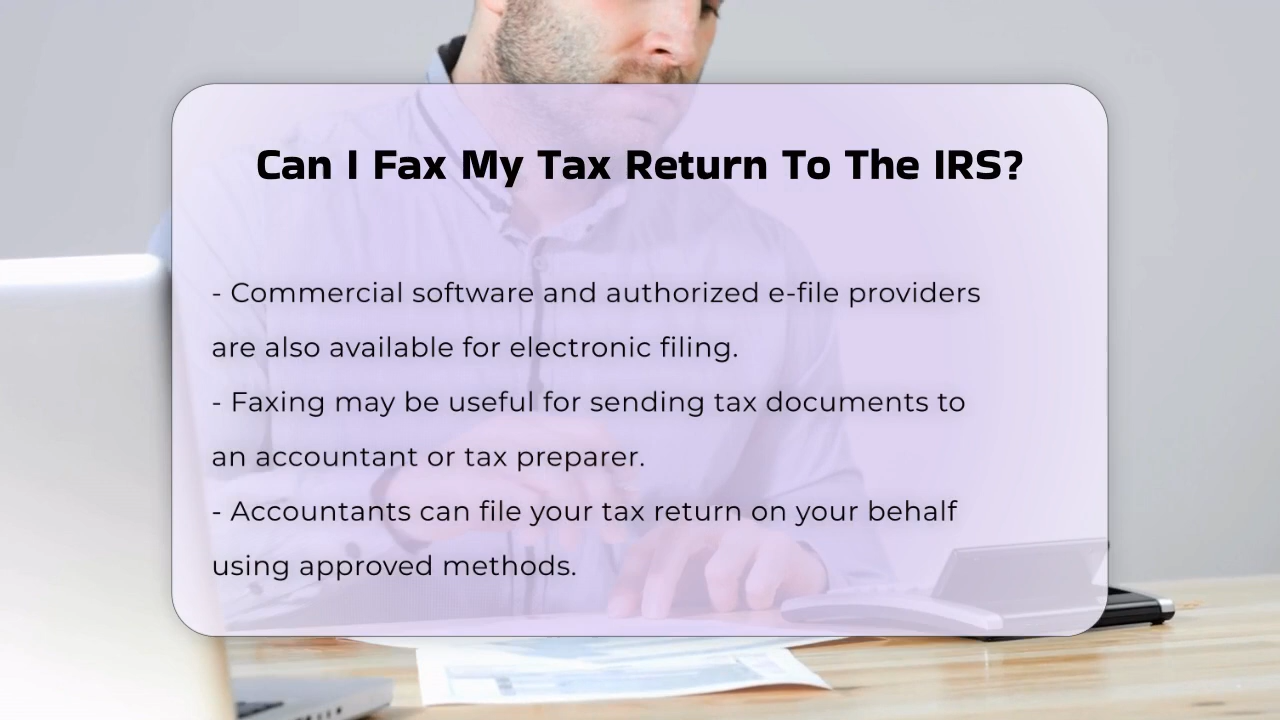 Can I Fax My Tax Return To The IRS?
- Commercial software and authorized e-file providers
are also available for electronic filing.
- Faxing may be useful for sending tax documents to
an accountant or tax preparer.
- Accountants can file your tax return on your behalf
using approved methods.